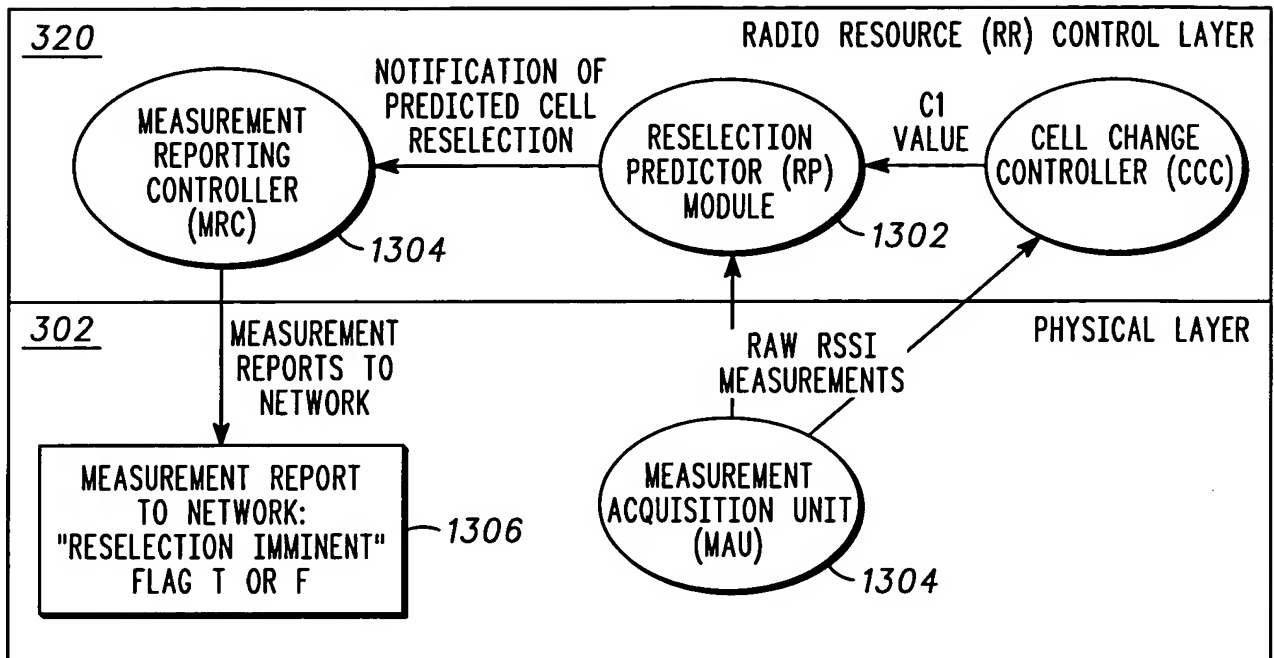 320
RADIO RESOURCE (RR) CONTROL LAYER
MEASUREMENT
REPORTING
CONTROLLER
(MRC)
1304
NOTIFICATION OF
PREDICTED CELL
RESELECTION
RESELECTION
PREDICTOR (RP)
MODULE
1302
C1
VALUE
CELL CHANGE
CONTROLLER (CCC)
302
PHYSICAL LAYER
MEASUREMENT
REPORTS TO
NETWORK
RAW RSSI
MEASUREMENTS
MEASUREMENT REPORT
TO NETWORK:
"RESELECTION IMMINENT"
FLAG T OR F
1306
MEASUREMENT
ACQUISITION UNIT
(MAU)
1304